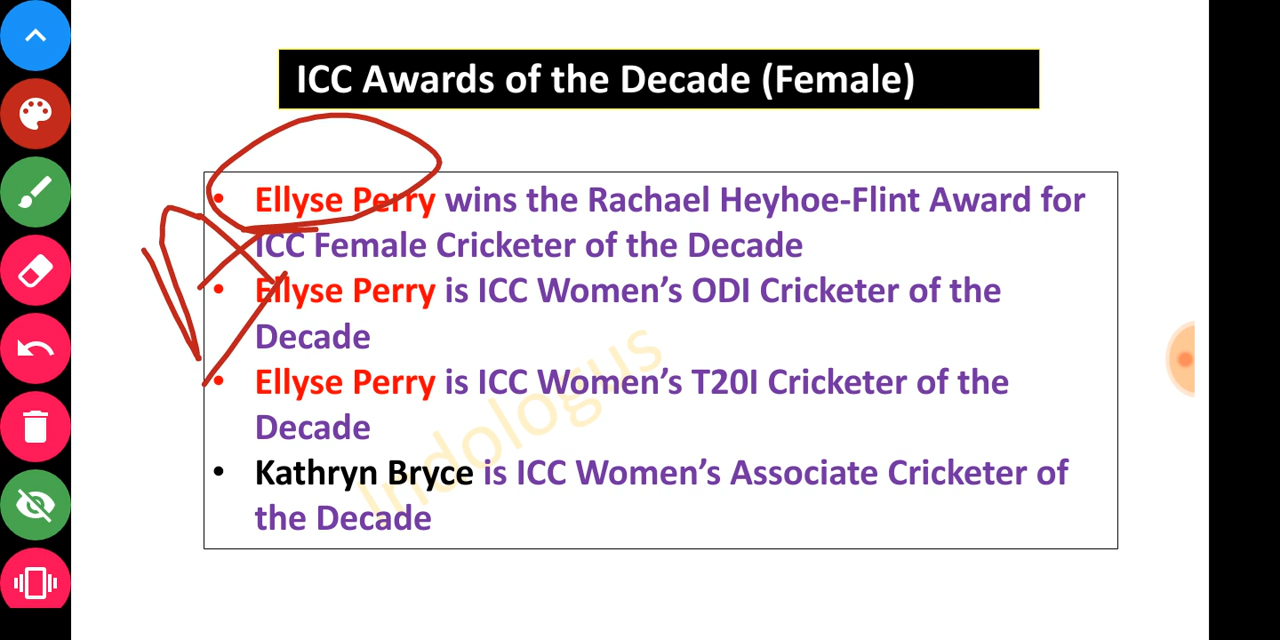 ICC Awards of the Decade (Female)
• Ellyse Perry wins the Rachael Heyhoe-Flint Award for
ICC Female Cricketer of the Decade
• Ellyse Perry is ICC Women’s ODI Cricketer of the
Decade
• Ellyse Perry is ICC Women’s T20I Cricketer of the
Decade
• Kathryn Bryce is ICC Women’s Associate Cricketer of
the Decade
Indologus